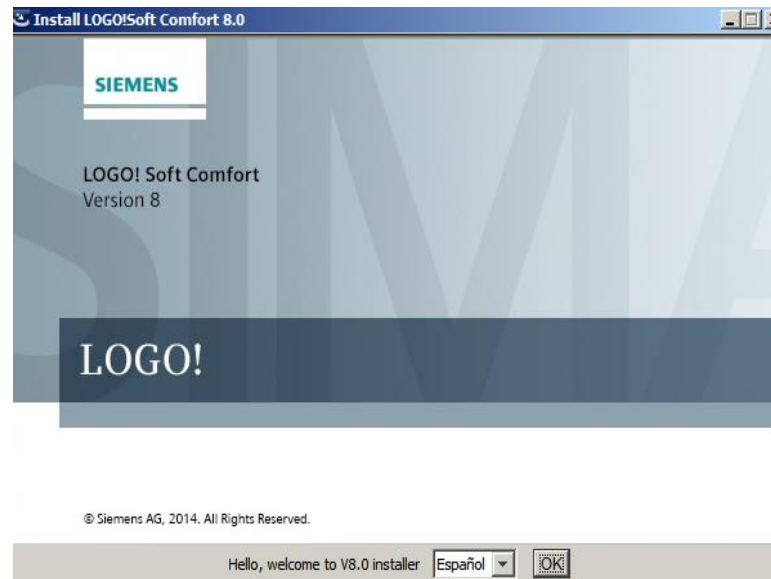 Install LOGO!Soft Comfort 8.0
SIEMENS
LOGO! Soft Comfort
Version 8
LOGO!
© Siemens AG, 2014. All Rights Reserved.
Hello, welcome to V8.0 installer Español OK